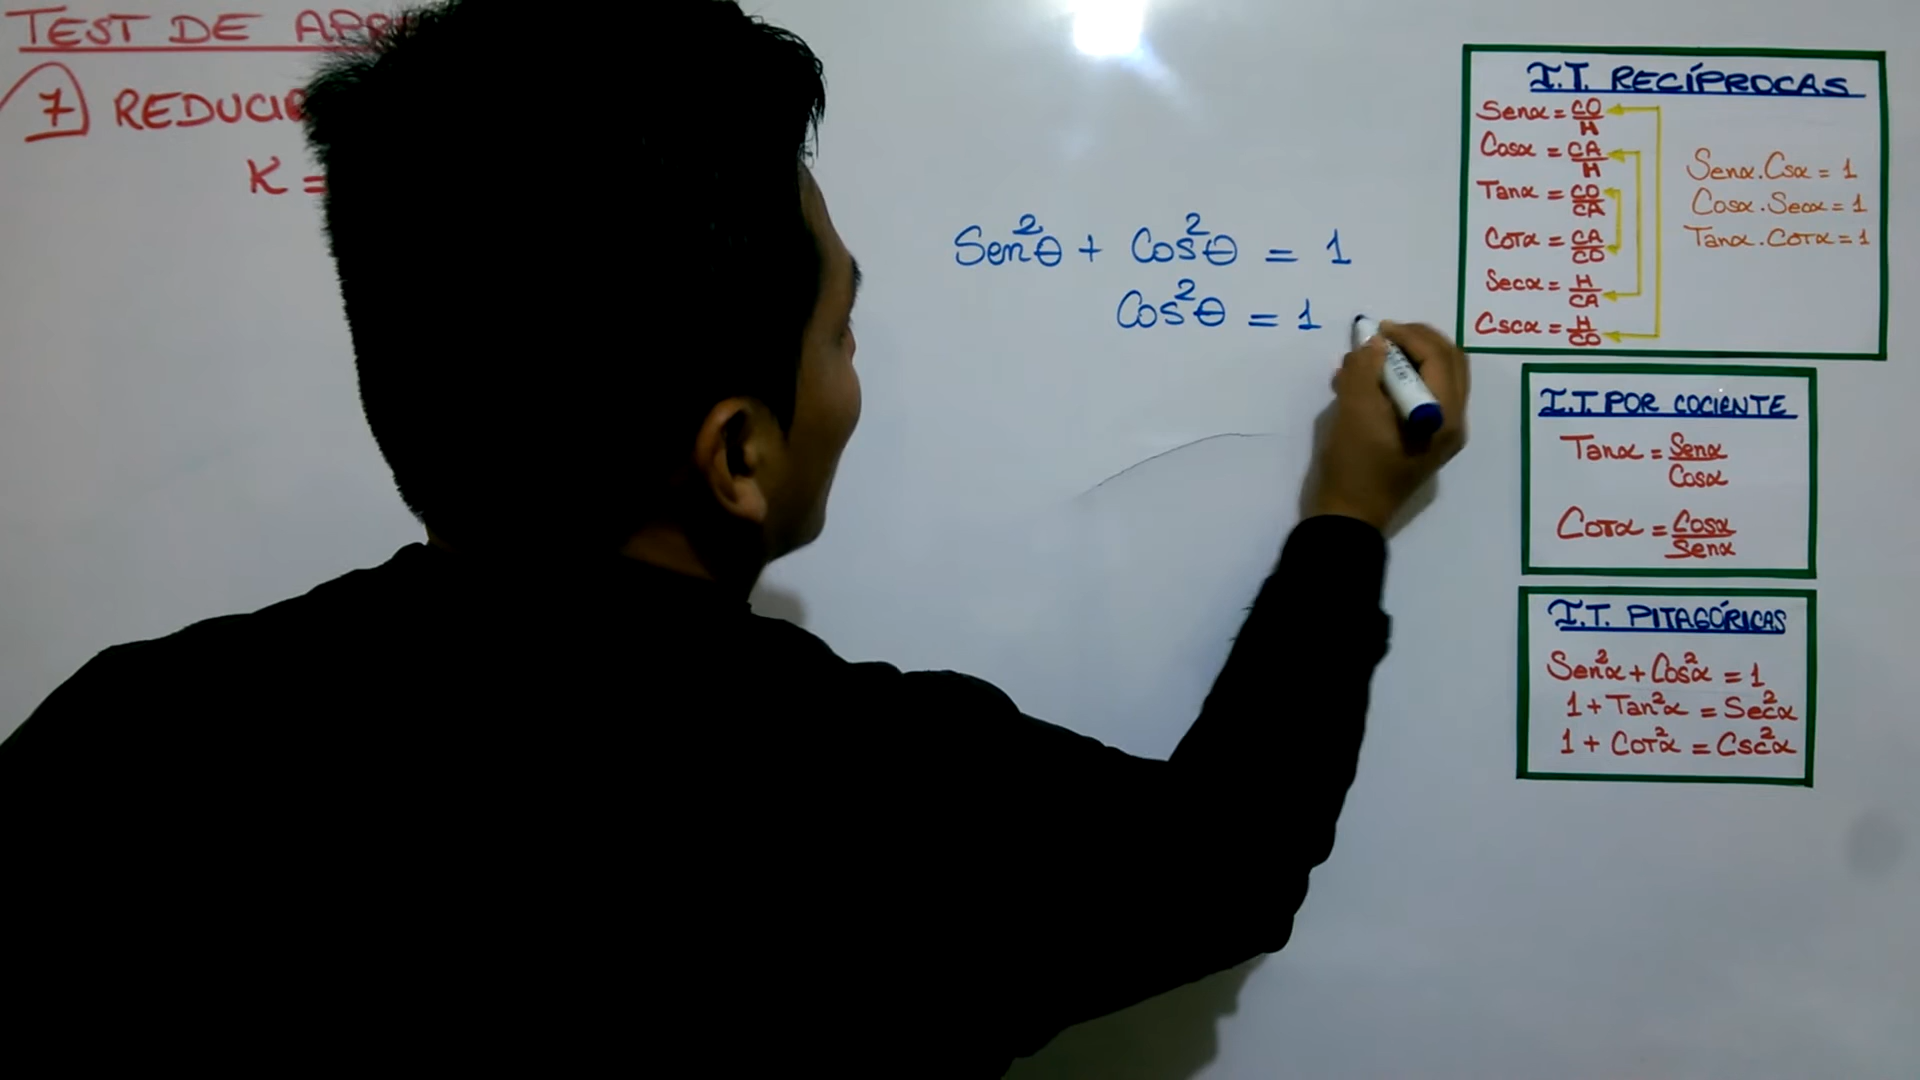 TEST DE
7 REDUCIR
K =
Sen²θ + Cos²θ = 1
Cos²θ = 1
I.T. RECÍPROCAS
Senα = CO/H
Cosα = CA/H
Tanα = CO/CA
Cotα = CA/CO
Secα = H/CA
Cscα = H/CO
Senα.Csα = 1
Cosα.Secα = 1
Tanα.Cotα = 1
I.T. POR COCIENTE
Tanα = Senα/Cosα
Cotα = Cosα/Senα
I.T. PITAGÓRICAS
Sen²α + Cos²α = 1
1 + Tan²α = Sec²α
1 + Cot²α = Csc²α